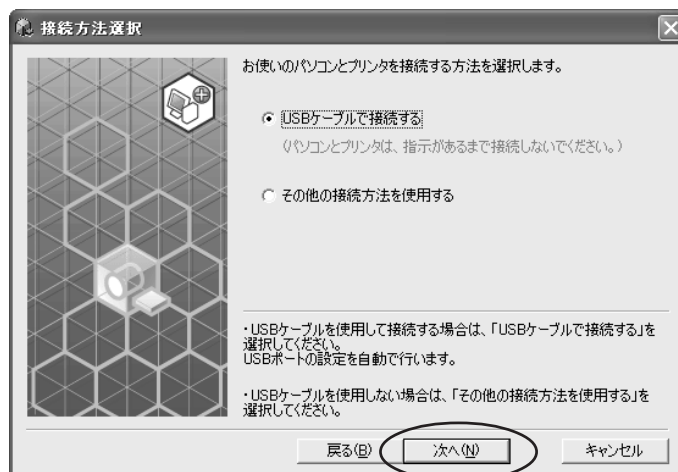 接続方法選択
お使いのパソコンとプリンタを接続する方法を選択します。
USBケーブルで接続する
(パソコンとプリンタは、指示があるまで接続しないでください。)
その他の接続方法を使用する
・USBケーブルを使用して接続する場合は、「USBケーブルで接続する」を
選択してください。
USBポートの設定を自動で行います。
・USBケーブルを使用しない場合は、「その他の接続方法を使用する」を
選択してください。
戻る(B) 次へ(N) キャンセル